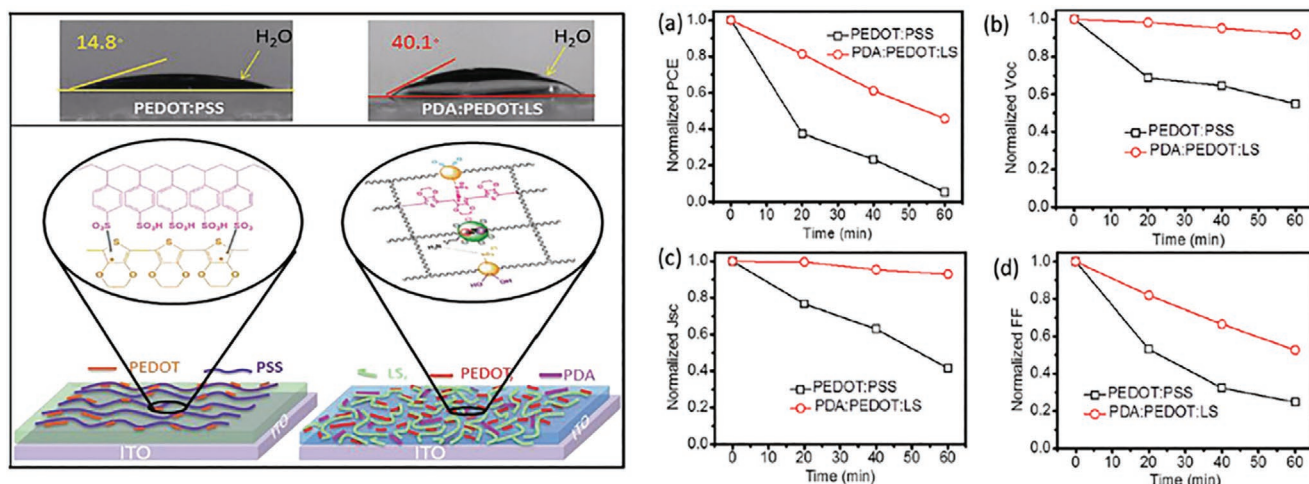 14.8°
H₂O
PEDOT:PSS
40.1°
H₂O
PDA:PEDOT:LS
O₃S SO₃H SO₃H SO₃H SO₃
S S S
O O O O O O
PEDOT
PSS
ITO
ITO
LS,
PEDOT,
PDA
ITO
ITO
(a)
Normalized PCE
1.0
0.8
0.6
0.4
0.2
0.0
PEDOT:PSS
PDA:PEDOT:LS
0 10 20 30 40 50 60
Time (min)
(b)
Normalized Voc
1.0
0.8
0.6
0.4
0.2
0.0
PEDOT:PSS
PDA:PEDOT:LS
0 10 20 30 40 50 60
Time (min)
(c)
Normalized Jsc
1.0
0.8
0.6
0.4
0.2
0.0
PEDOT:PSS
PDA:PEDOT:LS
0 10 20 30 40 50 60
Time (min)
(d)
Normalized FF
1.0
0.8
0.6
0.4
0.2
0.0
PEDOT:PSS
PDA:PEDOT:LS
0 10 20 30 40 50 60
Time (min)